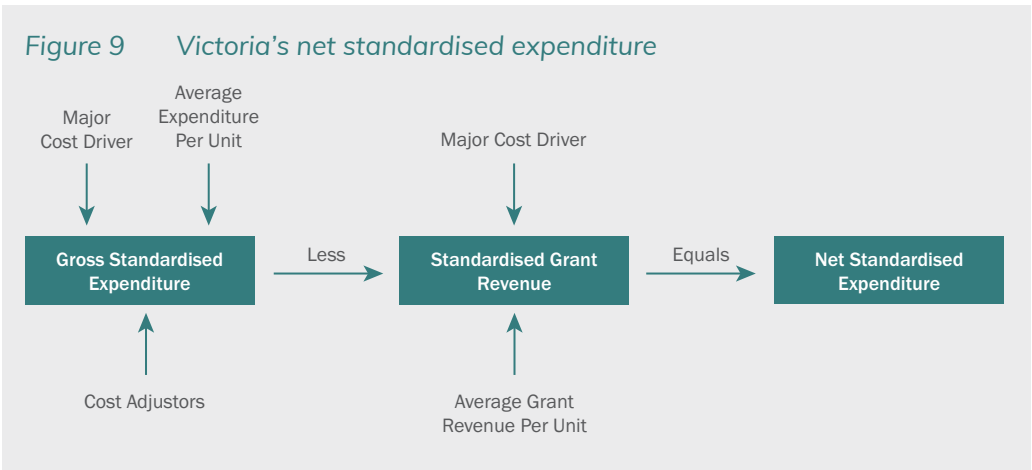 Figure 9 Victoria's net standardised expenditure
Major
Cost Driver
Average
Expenditure
Per Unit
Major Cost Driver
Gross Standardised
Expenditure
Less
Standardised Grant
Revenue
Equals
Net Standardised
Expenditure
Cost Adjustors
Average Grant
Revenue Per Unit